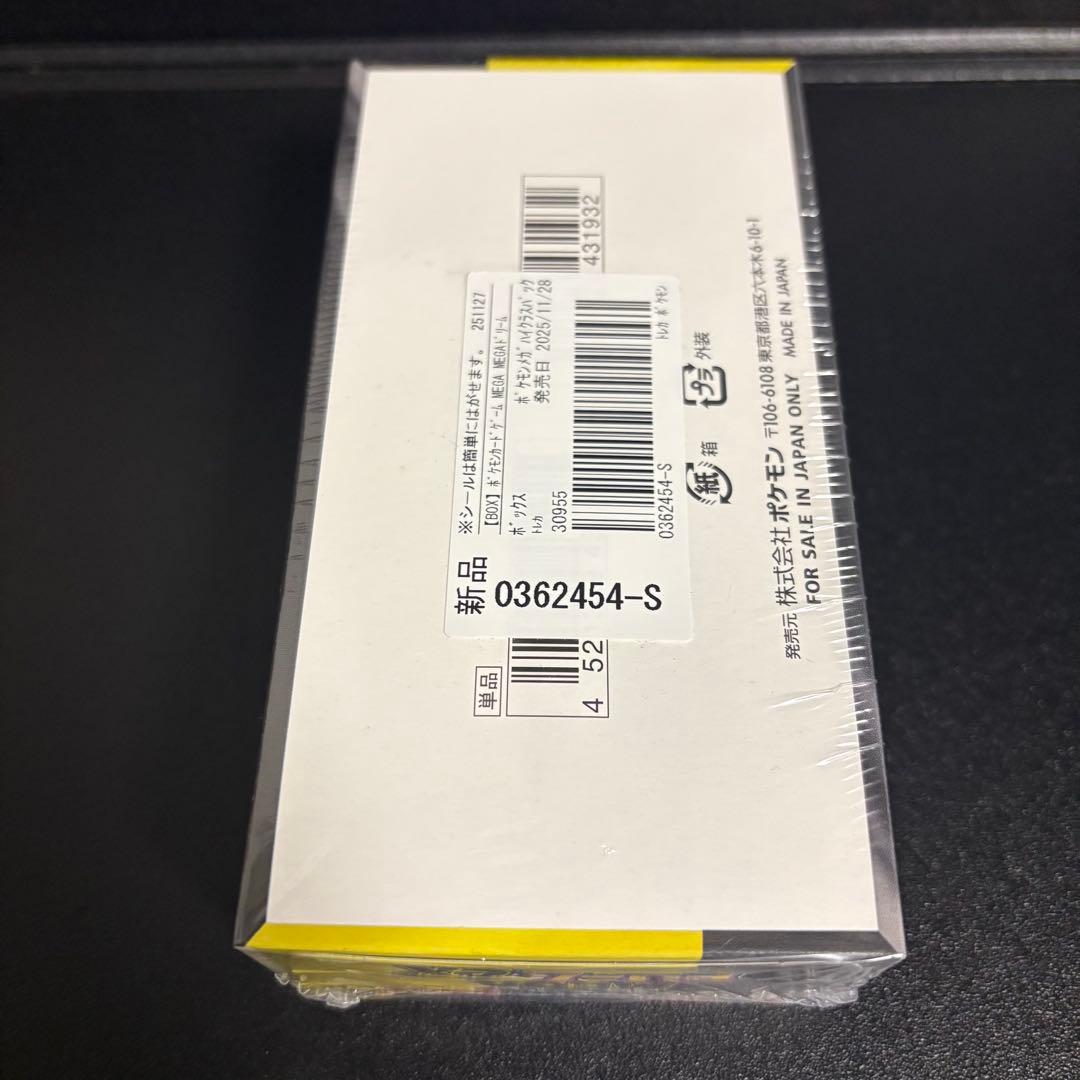 ※シールは簡単にはがせます。 251127
【BOX】ポケモンカードゲーム MEGA MEGAドリーム
ポケモンメガ ハイクラスパック
ボックス
発売日 2025/11/28
トレカ
30955
トレカ ポケモン
0362454-S
新品 0362454-S
単品
4 52
431932
紙 箱
プラ 外装
発売元 株式会社ポケモン 〒106-6108 東京都港区六本木6-10-1
FOR SALE IN JAPAN ONLY MADE IN JAPAN